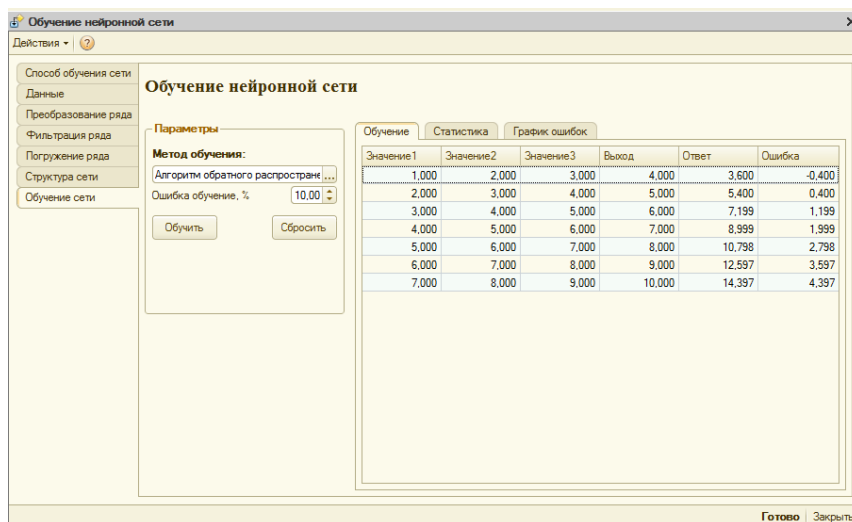 Обучение нейронной сети
Действия
Способ обучения сети
Данные
Преобразование ряда
Фильтрация ряда
Погружение ряда
Структура сети
Обучение сети
Обучение нейронной сети
Параметры
Метод обучения:
Алгоритм обратного распростране ...
Ошибка обучение, % 10,00
Обучить Сбросить
Обучение Статистика График ошибок
Значение1 Значение2 Значение3 Выход Ответ Ошибка
1,000 2,000 3,000 4,000 3,600 -0,400
2,000 3,000 4,000 5,000 5,400 0,400
3,000 4,000 5,000 6,000 7,199 1,199
4,000 5,000 6,000 7,000 8,999 1,999
5,000 6,000 7,000 8,000 10,798 2,798
6,000 7,000 8,000 9,000 12,597 3,597
7,000 8,000 9,000 10,000 14,397 4,397
Готово Закрыть